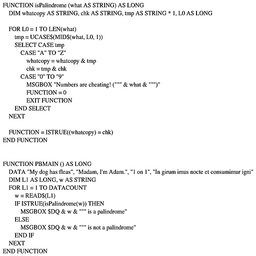 FUNCTION isPalindrome (what AS STRING) AS LONG
DIM whatcopy AS STRING, chk AS STRING, tmp AS STRING * 1, L0 AS LONG
FOR L0 = 1 TO LEN(what)
tmp = UCASE$(MID$(what, L0, 1))
SELECT CASE tmp
CASE "A" TO "Z"
whatcopy = whatcopy & tmp
chk = tmp & chk
CASE "0" TO "9"
MSGBOX "Numbers are cheating! (""" & what & """)"
FUNCTION = 0
EXIT FUNCTION
END SELECT
NEXT
FUNCTION = ISTRUE((whatcopy) = chk)
END FUNCTION
FUNCTION PBMAIN () AS LONG
DATA "My dog has fleas", "Madam, I'm Adam.", "1 on 1", "In girum imus nocte et consumimur igni"
DIM L1 AS LONG, w AS STRING
FOR L1 = 1 TO DATACOUNT
w = READ$(L1)
IF ISTRUE(isPalindrome(w)) THEN
MSGBOX $DQ & w & """ is a palindrome"
ELSE
MSGBOX $DQ & w & """ is not a palindrome"
END IF
NEXT
END FUNCTION